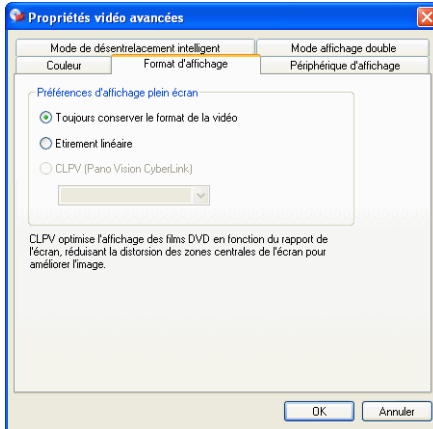 Propriétés vidéo avancées
Mode de désentrelacement intelligent
Mode affichage double
Couleur
Format d'affichage
Périphérique d'affichage
Préférences d'affichage plein écran
Toujours conserver le format de la vidéo
Etirement linéaire
CLPV (Pano Vision CyberLink)
CLPV optimise l'affichage des films DVD en fonction du rapport de
l'écran, réduisant la distorsion des zones centrales de l'écran pour
améliorer l'image.
OK
Annuler